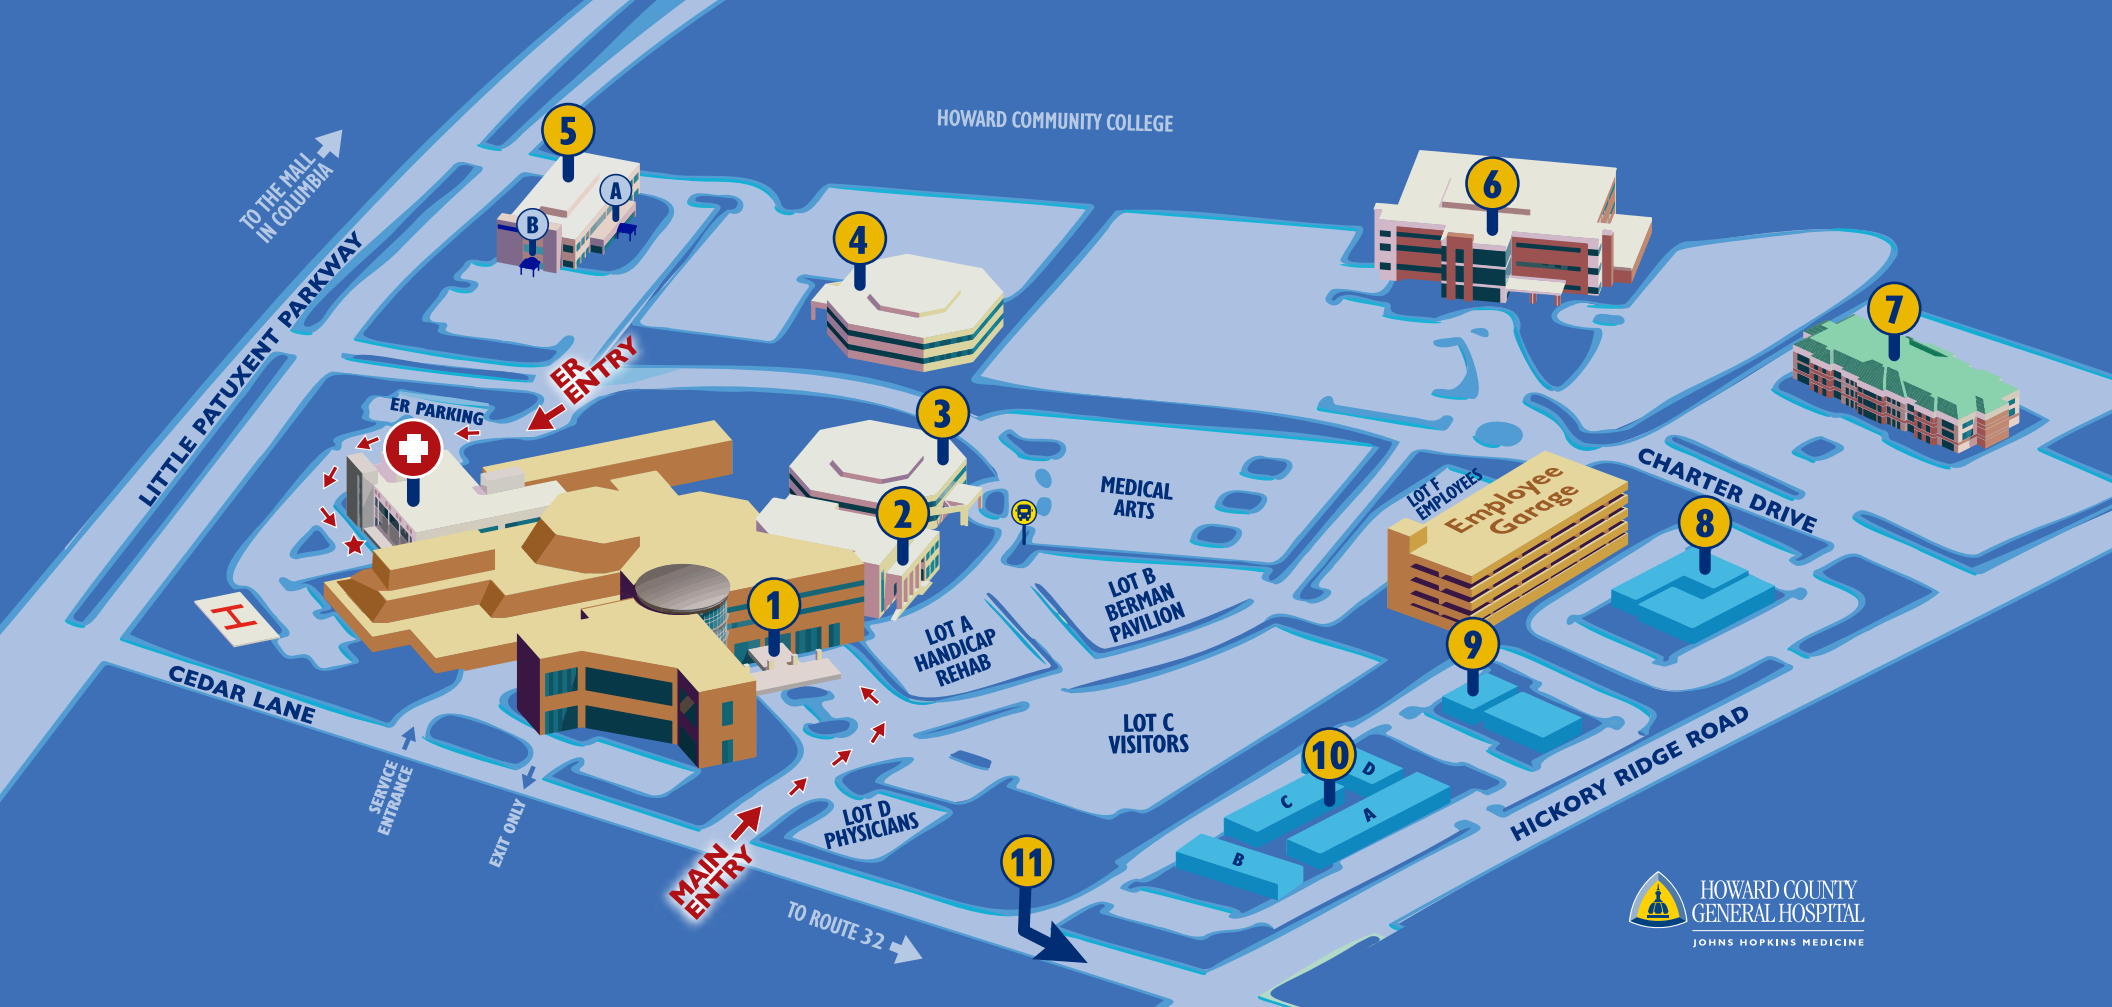 HOWARD COMMUNITY COLLEGE
5
A
B
TO THE MALL
IN COLUMBIA
4
6
7
LITTLE PATUXENT PARKWAY
ER
ENTRY
ER PARKING
3
2
MEDICAL
ARTS
LOT F
EMPLOYEES
Employee
Garage
CHARTER DRIVE
8
H
1
LOT A
HANDICAP
REHAB
LOT B
BERMAN
PAVILION
9
CEDAR LANE
SERVICE
ENTRANCE
EXIT ONLY
LOT C
VISITORS
10
D
C
A
B
HICKORY RIDGE ROAD
LOT D
PHYSICIANS
MAIN
ENTRY
11
TO ROUTE 32
HOWARD COUNTY
GENERAL HOSPITAL
JOHNS HOPKINS MEDICINE